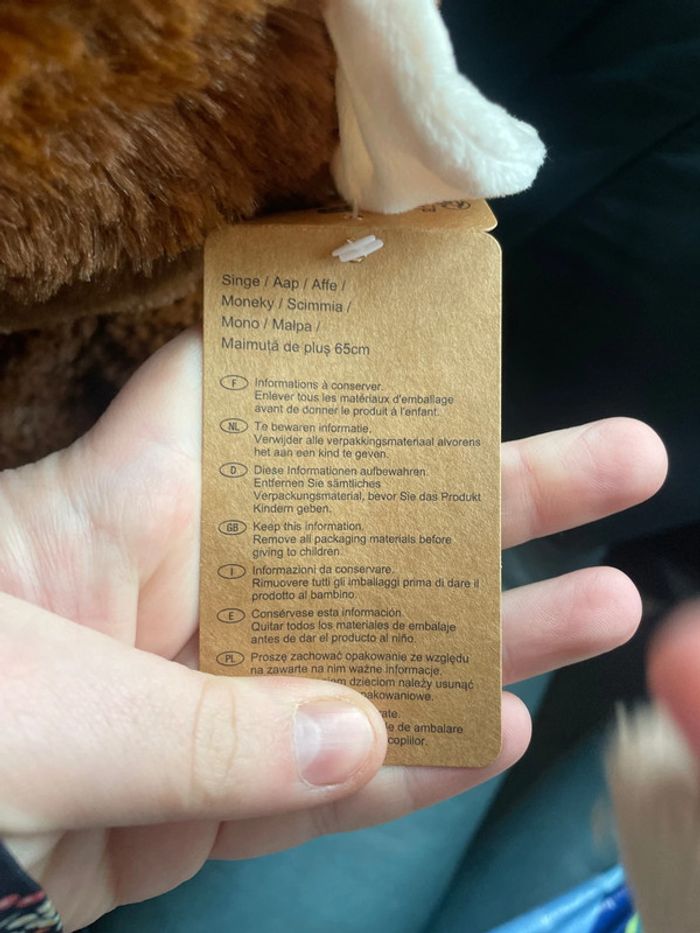 Singe / Aap / Affe /
Moneky / Scimmia /
Mono / Małpa /
Maimuță de pluș 65cm
F Informations à conserver.
Enlever tous les matériaux d'emballage
avant de donner le produit à l'enfant.
NL Te bewaren informatie.
Verwijder alle verpakkingsmateriaal alvorens
het aan een kind te geven.
D Diese Informationen aufbewahren.
Entfernen Sie sämtliches
Verpackungsmaterial, bevor Sie das Produkt
Kindern geben.
GB Keep this information.
Remove all packaging materials before
giving to children.
I Informazioni da conservare.
Rimuovere tutti gli imballaggi prima di dare il
prodotto al bambino.
E Consérvese esta información.
Quitar todos los materiales de embalaje
antes de dar el producto al niño.
PL Proszę zachować opakowanie ze względu
na zawarte na nim ważne informacje.
dzieciom należy usunąć
de ambalare
copiilor.